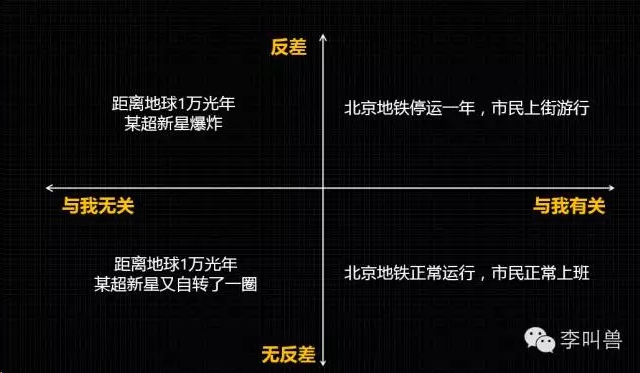 反差
距离地球1万光年
某超新星爆炸
北京地铁停运一年，市民上街游行
与我无关
与我有关
距离地球1万光年
某超新星又自转了一圈
北京地铁正常运行，市民正常上班
无反差
李叫兽